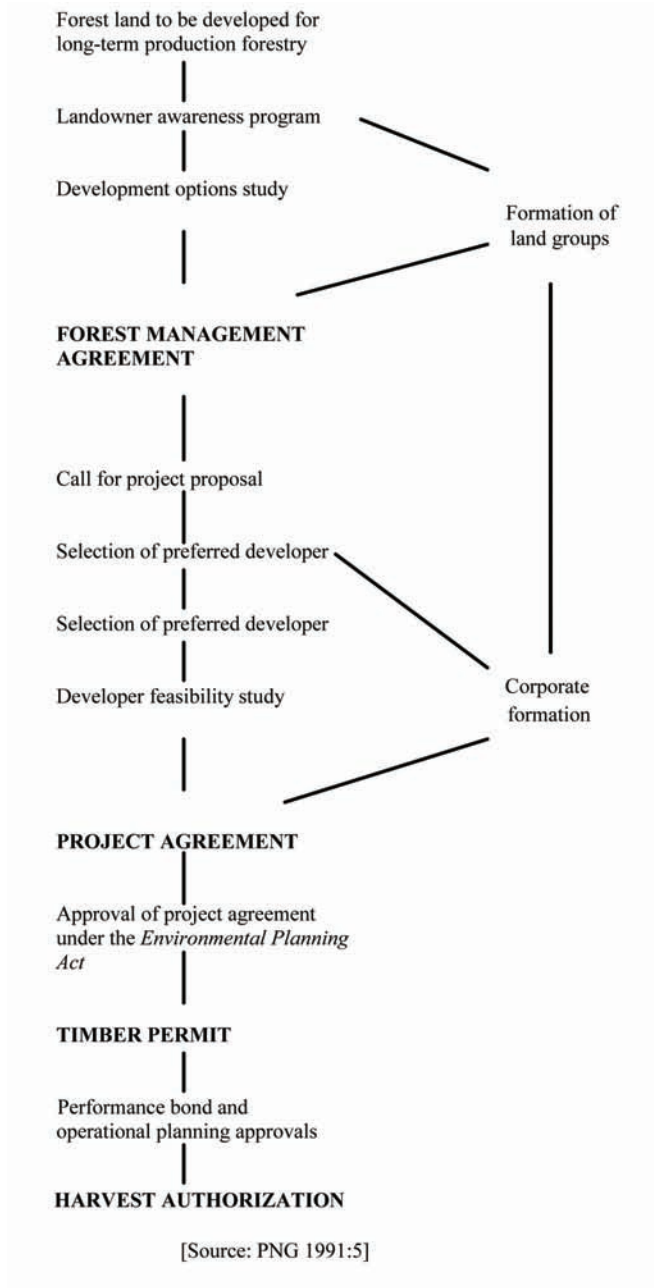 Forest land to be developed for
long-term production forestry
Landowner awareness program
Development options study
Formation of
land groups
FOREST MANAGEMENT
AGREEMENT
Call for project proposal
Selection of preferred developer
Selection of preferred developer
Developer feasibility study
Corporate
formation
PROJECT AGREEMENT
Approval of project agreement
under the Environmental Planning
Act
TIMBER PERMIT
Performance bond and
operational planning approvals
HARVEST AUTHORIZATION
[Source: PNG 1991:5]